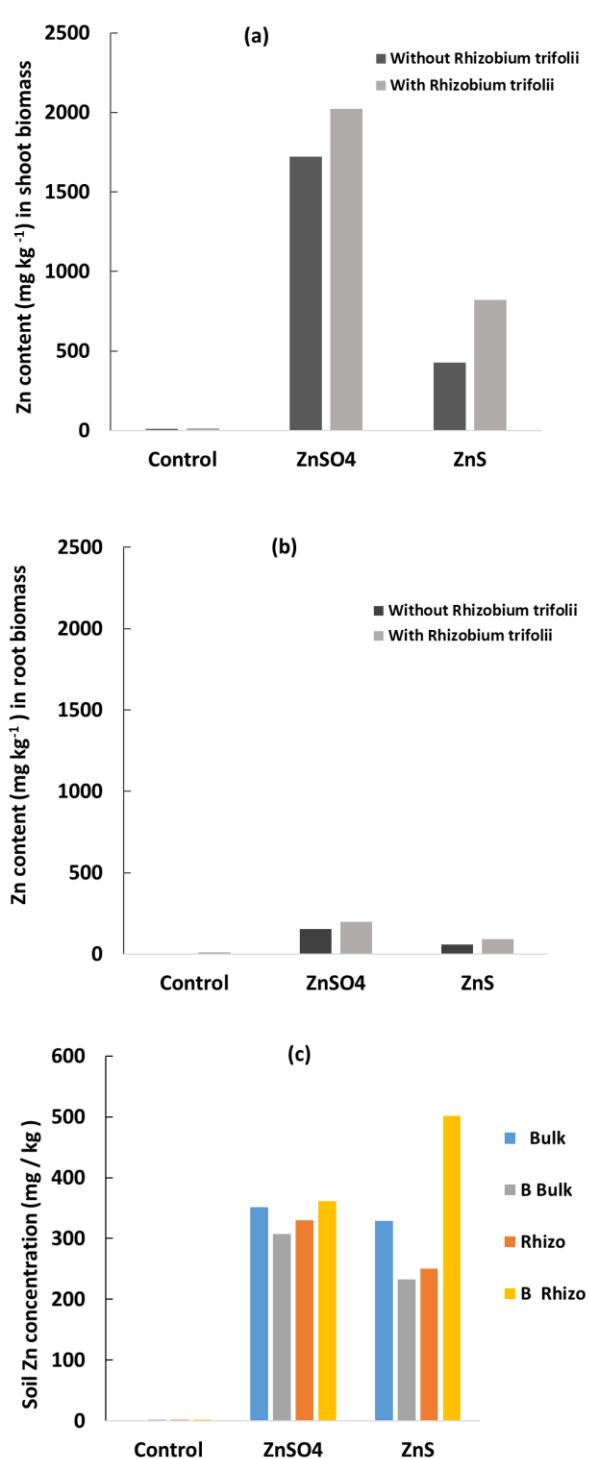 (a)
Zn content (mg kg -1) in shoot biomass
2500
2000
1500
1000
500
0
Without Rhizobium trifolii
With Rhizobium trifolii
Control ZnSO4 ZnS
(b)
Zn content (mg kg-1 ) in root biomass
2500
2000
1500
1000
500
0
Without Rhizobium trifolii
With Rhizobium trifolii
Control ZnSO4 ZnS
(c)
Soil Zn concentration (mg / kg )
600
500
400
300
200
100
0
Bulk
B Bulk
Rhizo
B Rhizo
Control ZnSO4 ZnS